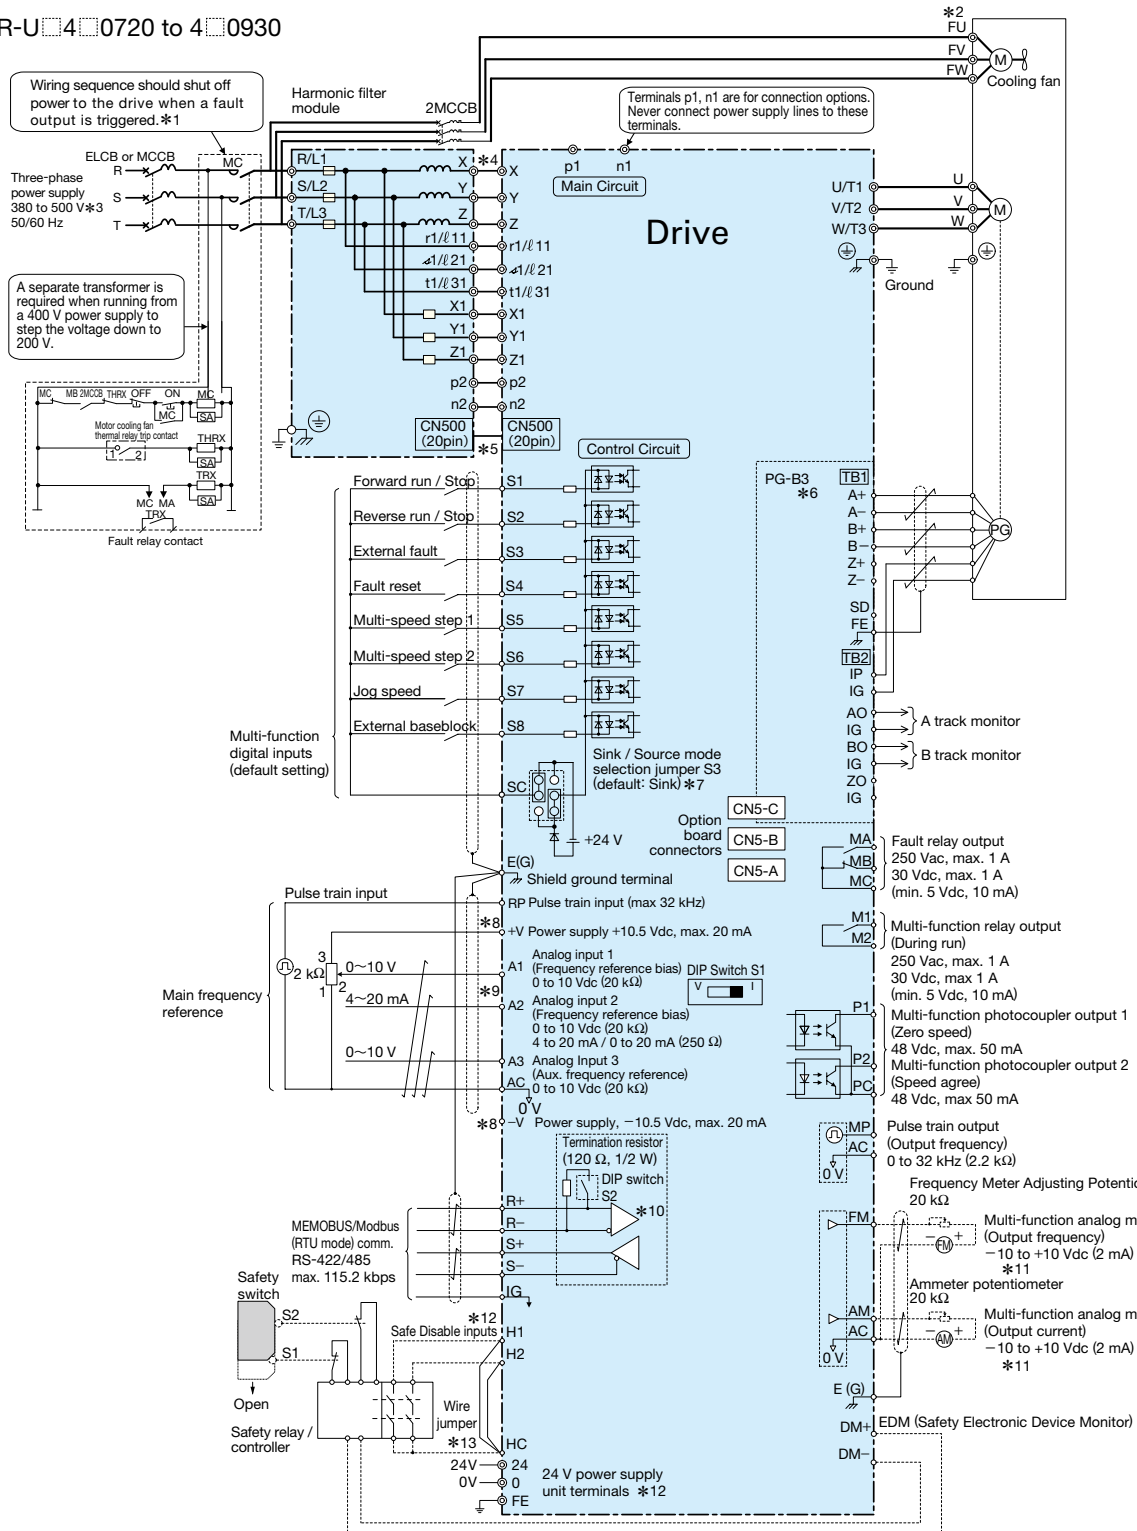 R-U□4□0720 to 4□0930
Wiring sequence should shut off
power to the drive when a fault
output is triggered.*1
Harmonic filter
module
2MCCB
Terminals p1, n1 are for connection options.
Never connect power supply lines to these
terminals.
*2
FU
FV
FW
M
Cooling fan
ELCB or MCCB
MC
R
S
T
Three-phase
power supply
380 to 500 V*3
50/60 Hz
R/L1
S/L2
T/L3
X
Y
Z
*4
X
Y
Z
r1/ℓ11
r1/ℓ11
1/ℓ21
1/ℓ21
t1/ℓ31
t1/ℓ31
X1
X1
Y1
Y1
Z1
Z1
p2
p2
n2
n2
CN500
(20pin)
CN500
(20pin)
*5
p1
n1
Main Circuit
Drive
U/T1
V/T2
W/T3
U
V
W
M
Ground
A separate transformer is
required when running from
a 400 V power supply to
step the voltage down to
200 V.
MC
MB
2MCCB
THRX
OFF
ON
MC
MC
SA
Motor cooling fan
thermal relay trip contact
1
2
THRX
SA
TRX
SA
MC
MA
TRX
Fault relay contact
Control Circuit
Forward run / Stop
S1
Reverse run / Stop
S2
External fault
S3
Fault reset
S4
Multi-speed step 1
S5
Multi-speed step 2
S6
Jog speed
S7
External baseblock
S8
Multi-function
digital inputs
(default setting)
SC
Sink / Source mode
selection jumper S3
(default: Sink)*7
+24 V
PG-B3
*6
TB1
A+
A−
B+
B−
Z+
Z−
PG
SD
FE
TB2
IP
IG
AO
IG
A track monitor
BO
IG
B track monitor
ZO
IG
Option
board
connectors
CN5-C
CN5-B
CN5-A
MA
MB
MC
Fault relay output
250 Vac, max. 1 A
30 Vdc, max. 1 A
(min. 5 Vdc, 10 mA)
E(G)
Shield ground terminal
Pulse train input
RP Pulse train input (max 32 kHz)
*8
+V Power supply +10.5 Vdc, max. 20 mA
Main frequency
reference
2 kΩ
3
2
1
0~10 V
A1
Analog input 1
(Frequency reference bias)
0 to 10 Vdc (20 kΩ)
DIP Switch S1
V
I
*9
4~20 mA
A2
Analog input 2
(Frequency reference bias)
0 to 10 Vdc (20 kΩ)
4 to 20 mA / 0 to 20 mA (250 Ω)
0~10 V
A3
Analog Input 3
(Aux. frequency reference)
0 to 10 Vdc (20 kΩ)
AC
0 V
*8
−V Power supply, −10.5 Vdc, max. 20 mA
M1
M2
Multi-function relay output
(During run)
250 Vac, max. 1 A
30 Vdc, max 1 A
(min. 5 Vdc, 10 mA)
P1
P2
PC
Multi-function photocoupler output 1
(Zero speed)
48 Vdc, max. 50 mA
Multi-function photocoupler output 2
(Speed agree)
48 Vdc, max 50 mA
MP
AC
0 V
Pulse train output
(Output frequency)
0 to 32 kHz (2.2 kΩ)
Termination resistor
(120 Ω, 1/2 W)
DIP switch
S2
*10
MEMOBUS/Modbus
(RTU mode) comm.
RS-422/485
max. 115.2 kbps
R+
R−
S+
S−
IG
Frequency Meter Adjusting Potenti
20 kΩ
FM
−
+
FM
Multi-function analog m
(Output frequency)
−10 to +10 Vdc (2 mA)
*11
Ammeter potentiometer
20 kΩ
AM
AC
−
+
AM
0 V
Multi-function analog m
(Output current)
−10 to +10 Vdc (2 mA)
*11
E (G)
Safety
switch
S2
S1
Open
Safety relay /
controller
*12
Safe Disable inputs
H1
H2
Wire
jumper
*13
HC
24V
24
0V
0
FE
24 V power supply
unit terminals *12
DM+
EDM (Safety Electronic Device Monitor)
DM−